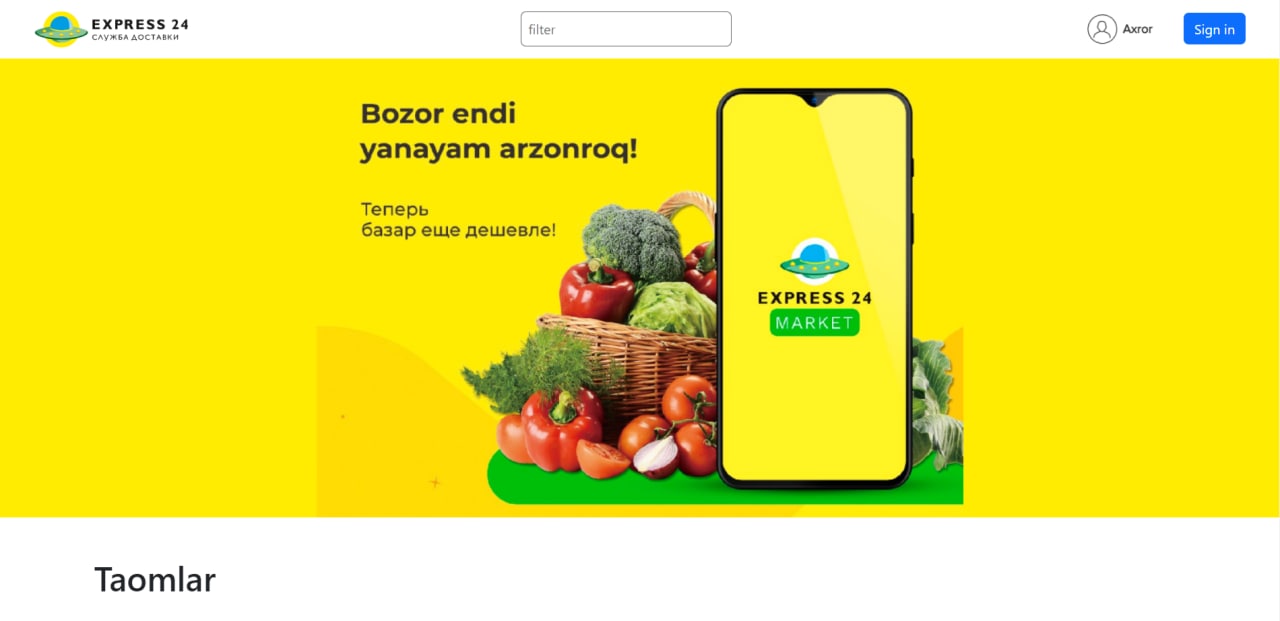 EXPRESS 24
СЛУЖБА ДОСТАВКИ
filter
Axror
Sign in
Bozor endi
yanayam arzonroq!
Теперь
базар еще дешевле!
EXPRESS 24
MARKET
Taomlar